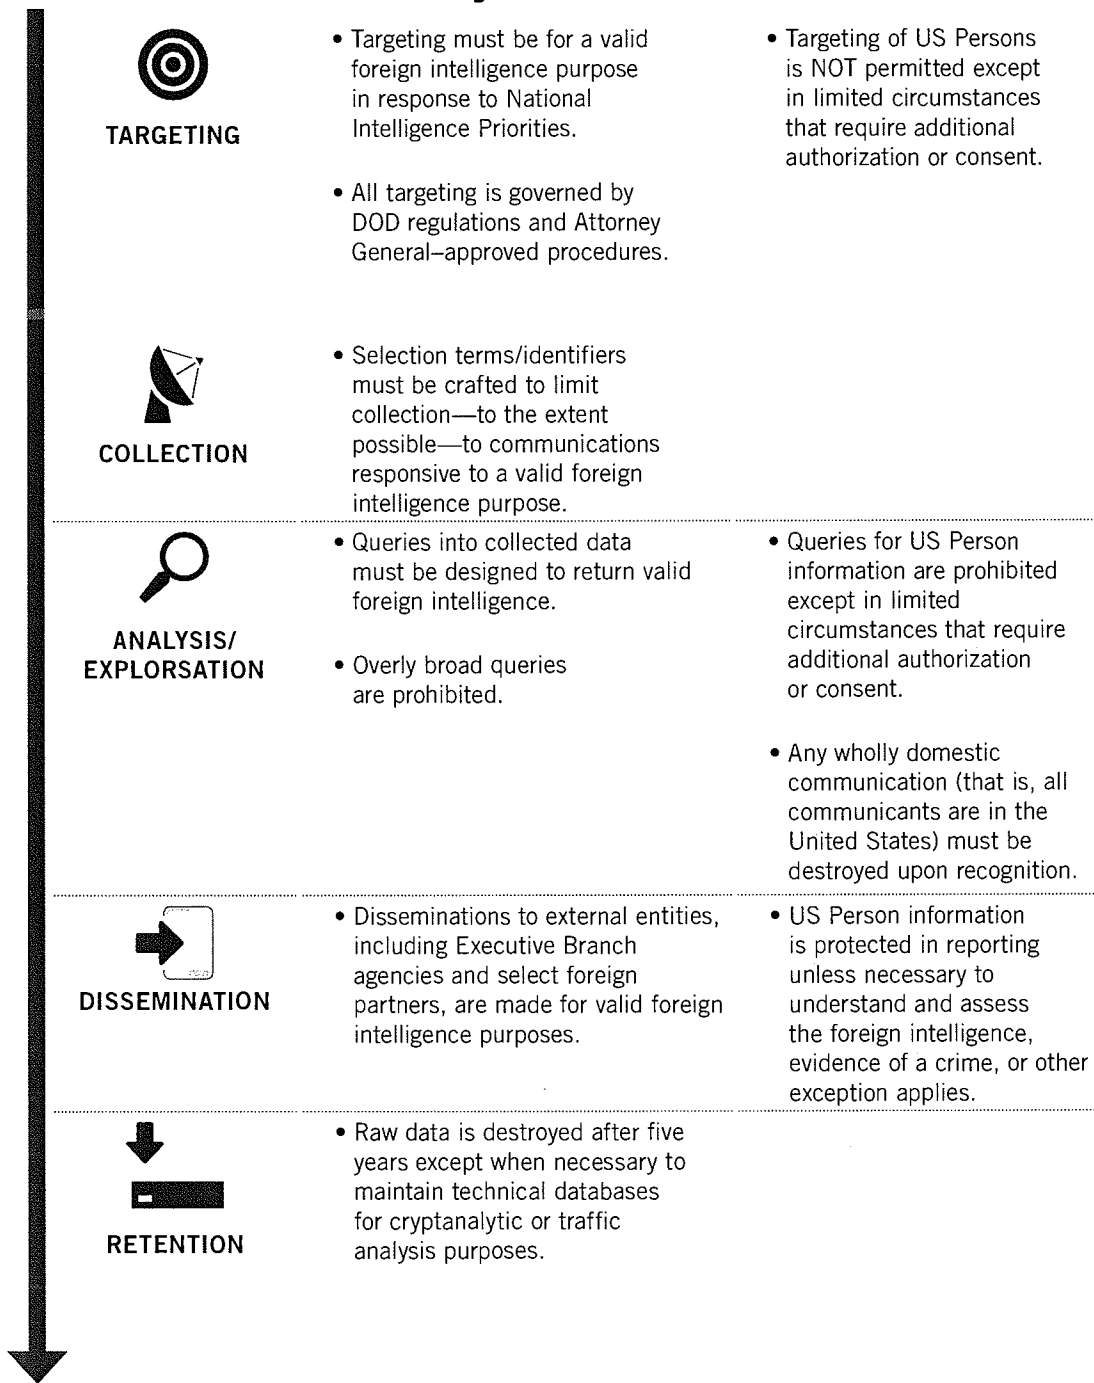 TARGETING
• Targeting must be for a valid
foreign intelligence purpose
in response to National
Intelligence Priorities.
• All targeting is governed by
DOD regulations and Attorney
General–approved procedures.
• Targeting of US Persons
is NOT permitted except
in limited circumstances
that require additional
authorization or consent.
COLLECTION
• Selection terms/identifiers
must be crafted to limit
collection—to the extent
possible—to communications
responsive to a valid foreign
intelligence purpose.
ANALYSIS/
EXPLORSATION
• Queries into collected data
must be designed to return valid
foreign intelligence.
• Overly broad queries
are prohibited.
• Queries for US Person
information are prohibited
except in limited
circumstances that require
additional authorization
or consent.
• Any wholly domestic
communication (that is, all
communicants are in the
United States) must be
destroyed upon recognition.
DISSEMINATION
• Disseminations to external entities,
including Executive Branch
agencies and select foreign
partners, are made for valid foreign
intelligence purposes.
• US Person information
is protected in reporting
unless necessary to
understand and assess
the foreign intelligence,
evidence of a crime, or other
exception applies.
RETENTION
• Raw data is destroyed after five
years except when necessary to
maintain technical databases
for cryptanalytic or traffic
analysis purposes.